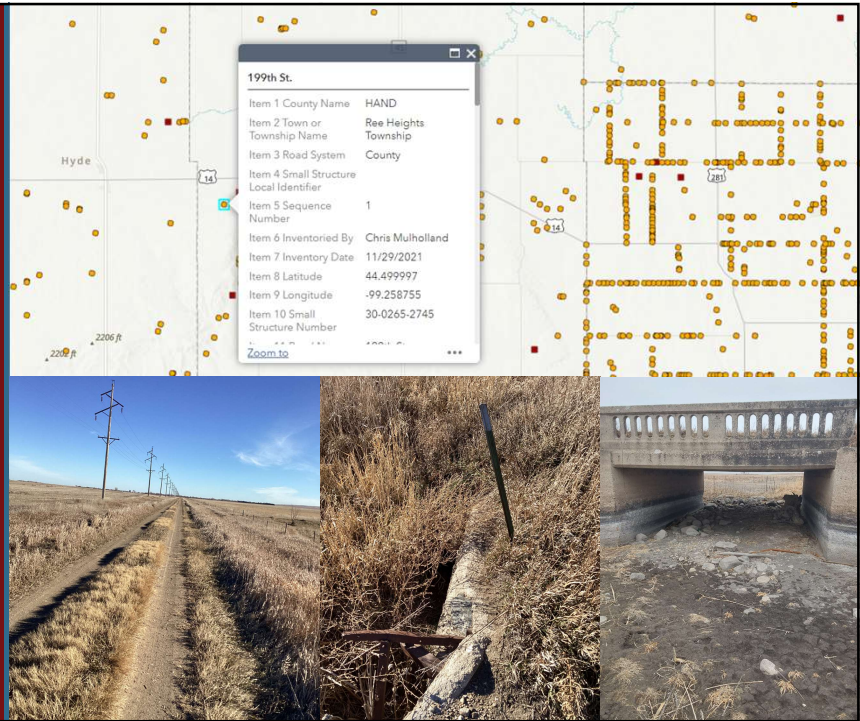 199th St.
Item 1 County Name HAND
Item 2 Town or Ree Heights
Township Name Township
Item 3 Road System County
Item 4 Small Structure
Local Identifier
Item 5 Sequence 1
Number
Item 6 Inventoried By Chris Mulholland
Item 7 Inventory Date 11/29/2021
Item 8 Latitude 44.499997
Item 9 Longitude -99.258755
Item 10 Small 30-0265-2745
Structure Number
Zoom to
Hyde
14
281
14
2206 ft